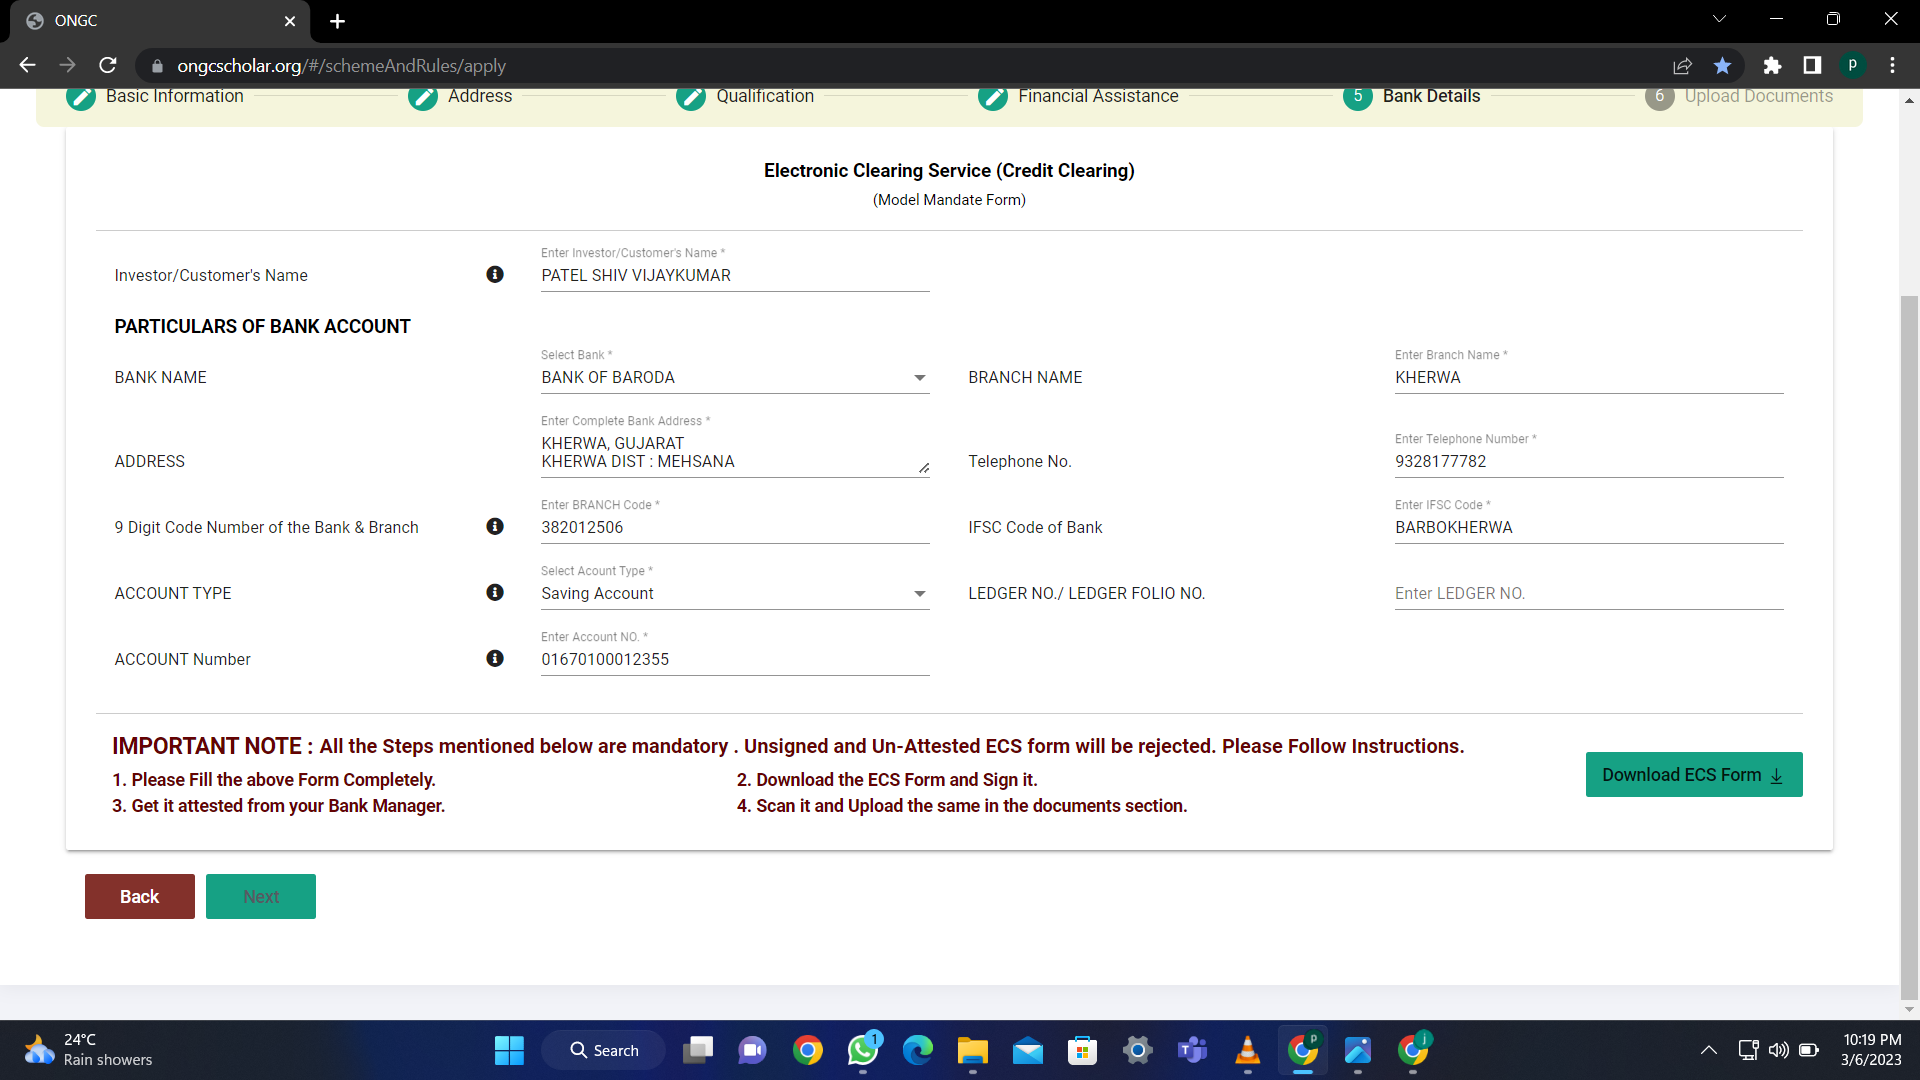 ONGC
ongcscholar.org/#/schemeAndRules/apply
P
Basic Information
Address
Qualification
Financial Assistance
5 Bank Details
6 Upload Documents
Electronic Clearing Service (Credit Clearing)
(Model Mandate Form)
Enter Investor/Customer's Name *
Investor/Customer's Name
PATEL SHIV VIJAYKUMAR
PARTICULARS OF BANK ACCOUNT
Select Bank *
Enter Branch Name *
BANK NAME
BANK OF BARODA
BRANCH NAME
KHERWA
Enter Complete Bank Address *
KHERWA, GUJARAT
Enter Telephone Number *
ADDRESS
KHERWA DIST : MEHSANA
Telephone No.
9328177782
Enter BRANCH Code *
Enter IFSC Code *
9 Digit Code Number of the Bank & Branch
382012506
IFSC Code of Bank
BARBOKHERWA
Select Acount Type *
ACCOUNT TYPE
Saving Account
LEDGER NO./ LEDGER FOLIO NO.
Enter LEDGER NO.
Enter Account NO. *
ACCOUNT Number
01670100012355
IMPORTANT NOTE : All the Steps mentioned below are mandatory . Unsigned and Un-Attested ECS form will be rejected. Please Follow Instructions.
1. Please Fill the above Form Completely.
2. Download the ECS Form and Sign it.
3. Get it attested from your Bank Manager.
4. Scan it and Upload the same in the documents section.
Download ECS Form
Back
Next
24°C
Rain showers
Search
1
P
j
10:19 PM
3/6/2023